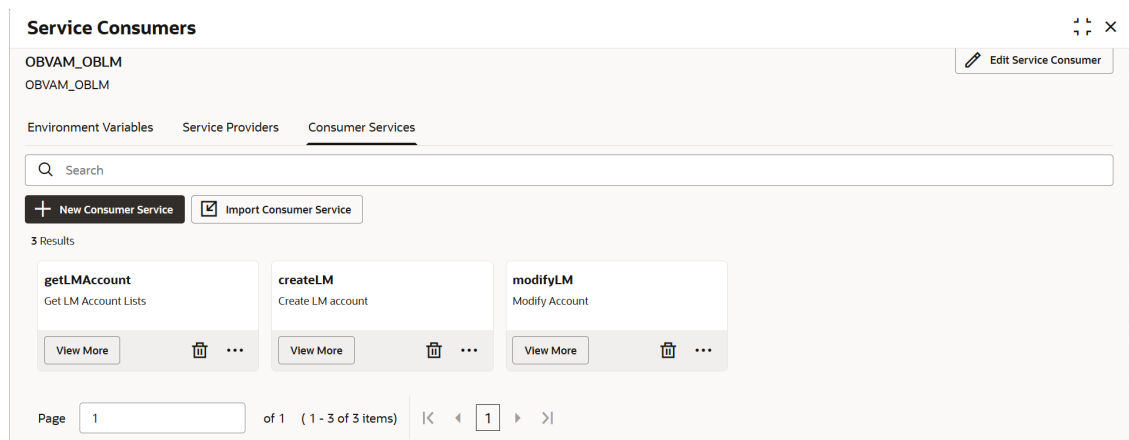 Service Consumers
OBVAM_OBLM
Edit Service Consumer
OBVAM_OBLM
Environment Variables Service Providers Consumer Services
Search
New Consumer Service Import Consumer Service
3 Results
getLMAccount createLM modifyLM
Get LM Account Lists Create LM account Modify Account
View More View More View More
Page 1 of 1 ( 1 - 3 of 3 items) 1